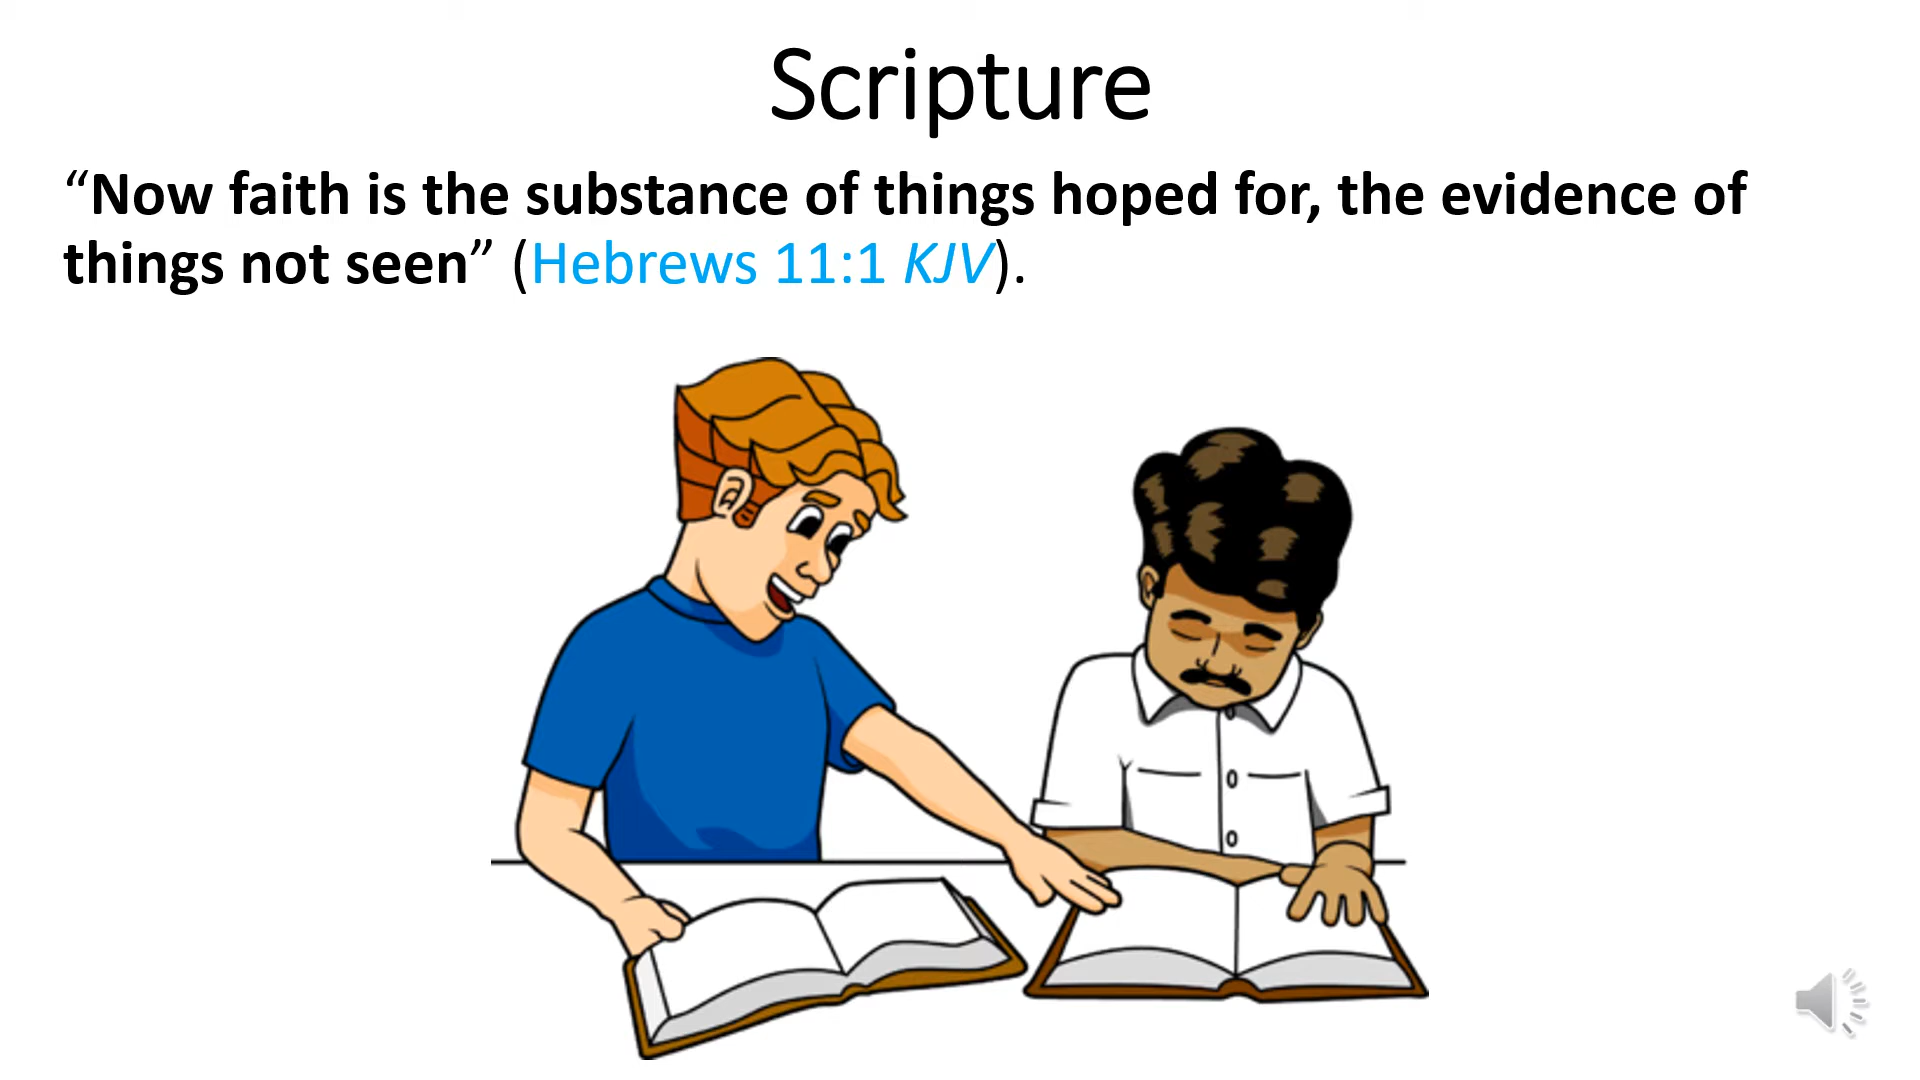 Scripture
“Now faith is the substance of things hoped for, the evidence of
things not seen” (Hebrews 11:1 KJV).